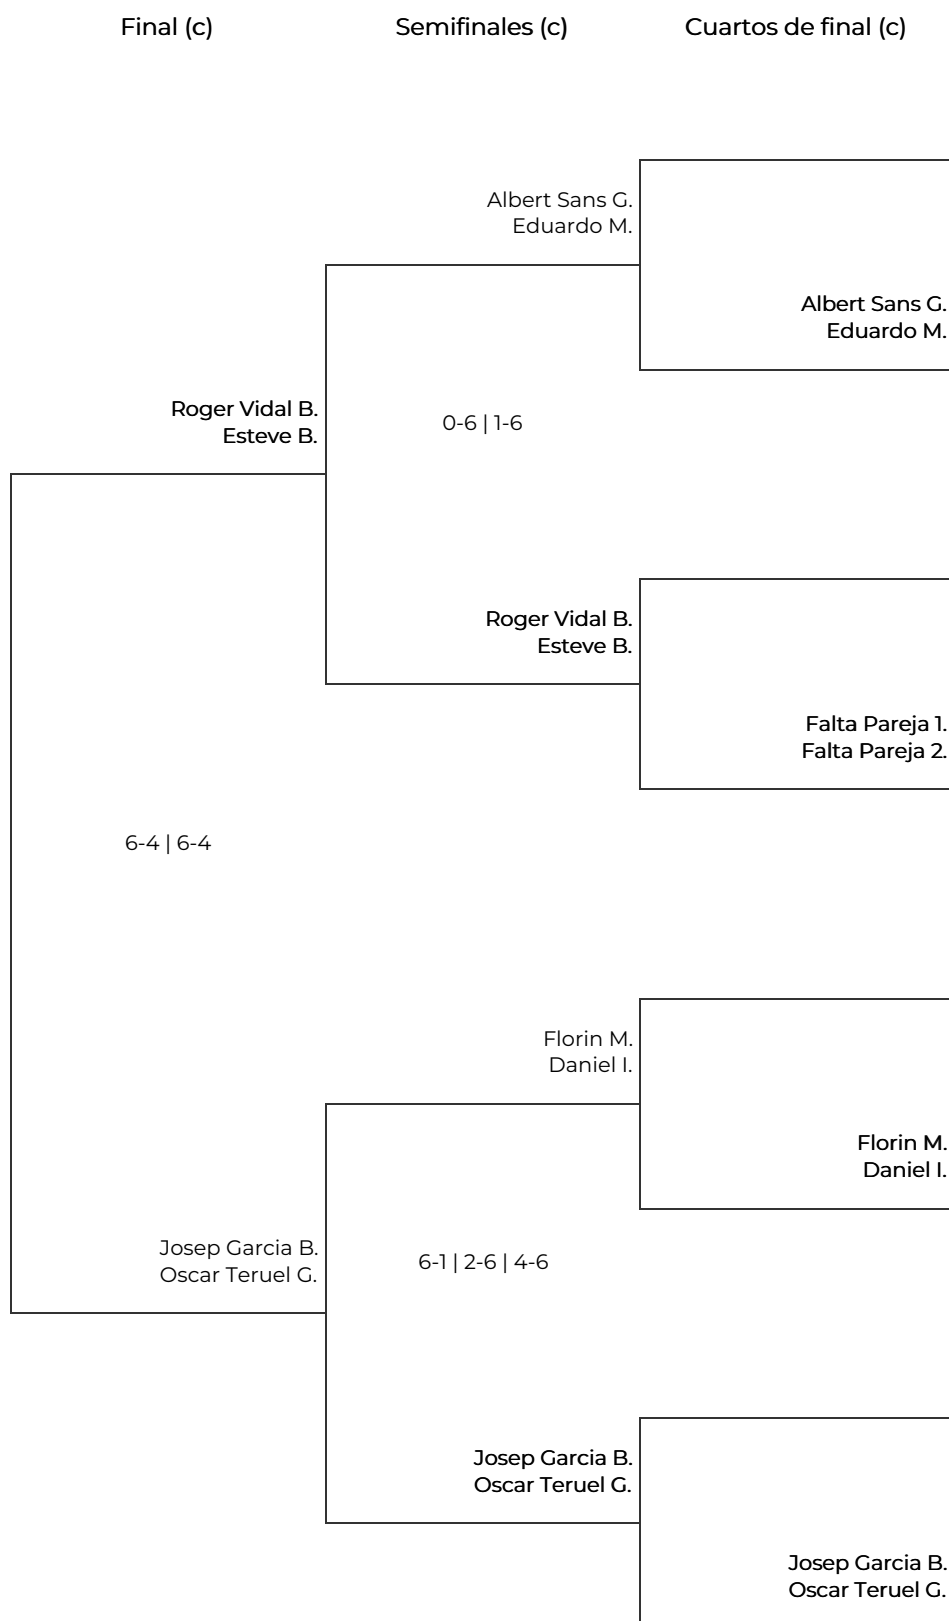 Final (c)
Semifinales (c)
Cuartos de final (c)
Albert Sans G.
Eduardo M.
Albert Sans G.
Eduardo M.
Roger Vidal B.
Esteve B.
0-6 | 1-6
Roger Vidal B.
Esteve B.
Falta Pareja 1.
Falta Pareja 2.
6-4 | 6-4
Florin M.
Daniel I.
Florin M.
Daniel I.
Josep Garcia B.
Oscar Teruel G.
6-1 | 2-6 | 4-6
Josep Garcia B.
Oscar Teruel G.
Josep Garcia B.
Oscar Teruel G.